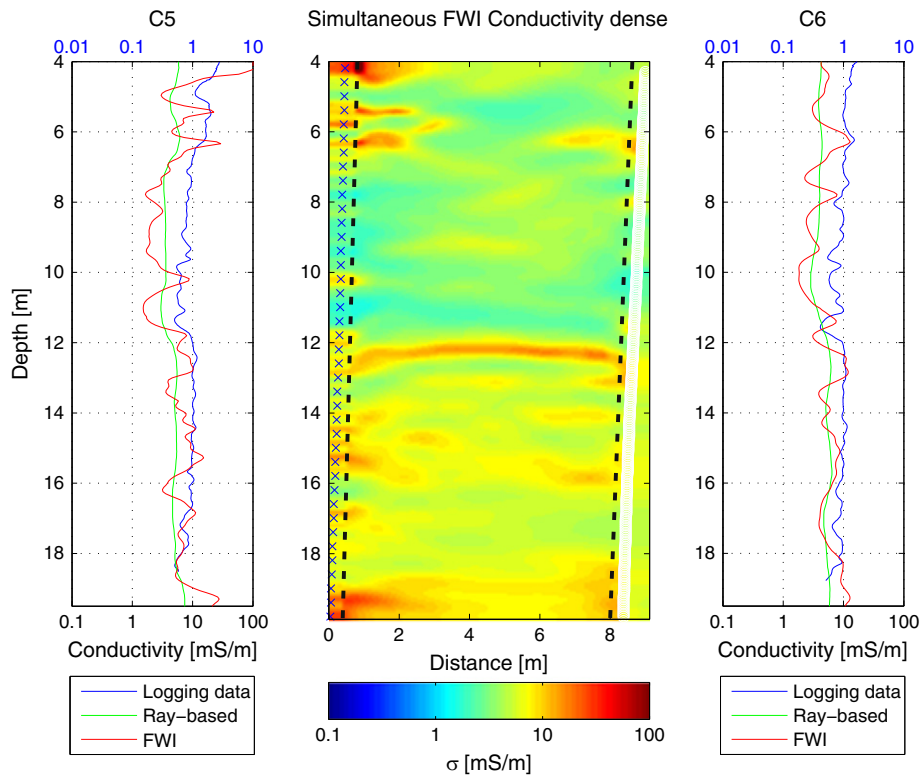 C5
Simultaneous FWI Conductivity dense
C6
0.01 0.1 1 10
0.01 0.1 1 10
4
6
8
10
12
14
16
18
Depth [m]
0.1 1 10 100
Conductivity [mS/m]
Logging data
Ray−based
FWI
4
6
8
10
12
14
16
18
0 2 4 6 8
Distance [m]
0.1 1 10 100
σ [mS/m]
4
6
8
10
12
14
16
18
0.1 1 10 100
Conductivity [mS/m]
Logging data
Ray−based
FWI